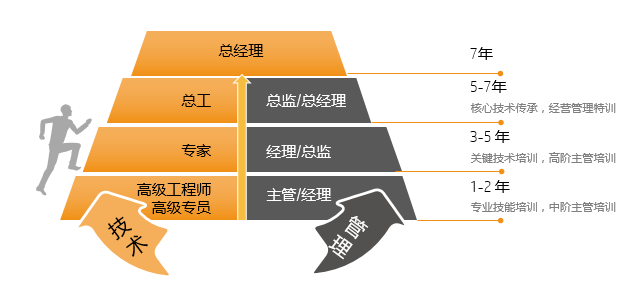 总经理
7年
总工
总监/总经理
5-7年
核心技术传承，经营管理特训
专家
经理/总监
3-5 年
关键技术培训，高阶主管培训
高级工程师
高级专员
主管/经理
1-2 年
专业技能培训，中阶主管培训
技术
管理